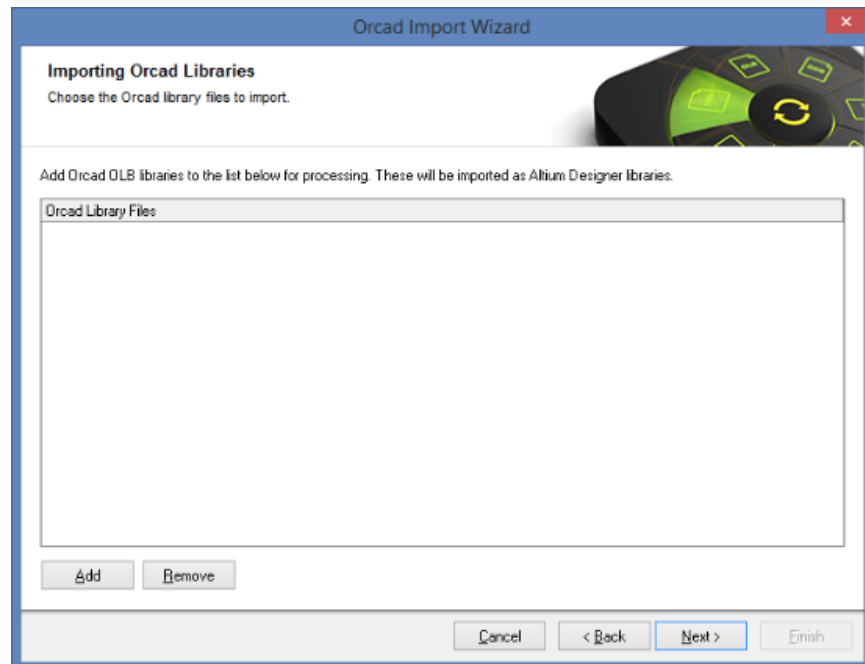 Orcad Import Wizard
Importing Orcad Libraries
Choose the Orcad library files to import.
Add Orcad OLB libraries to the list below for processing. These will be imported as Altium Designer libraries.
Orcad Library Files
Add Remove
Cancel < Back Next > Finish